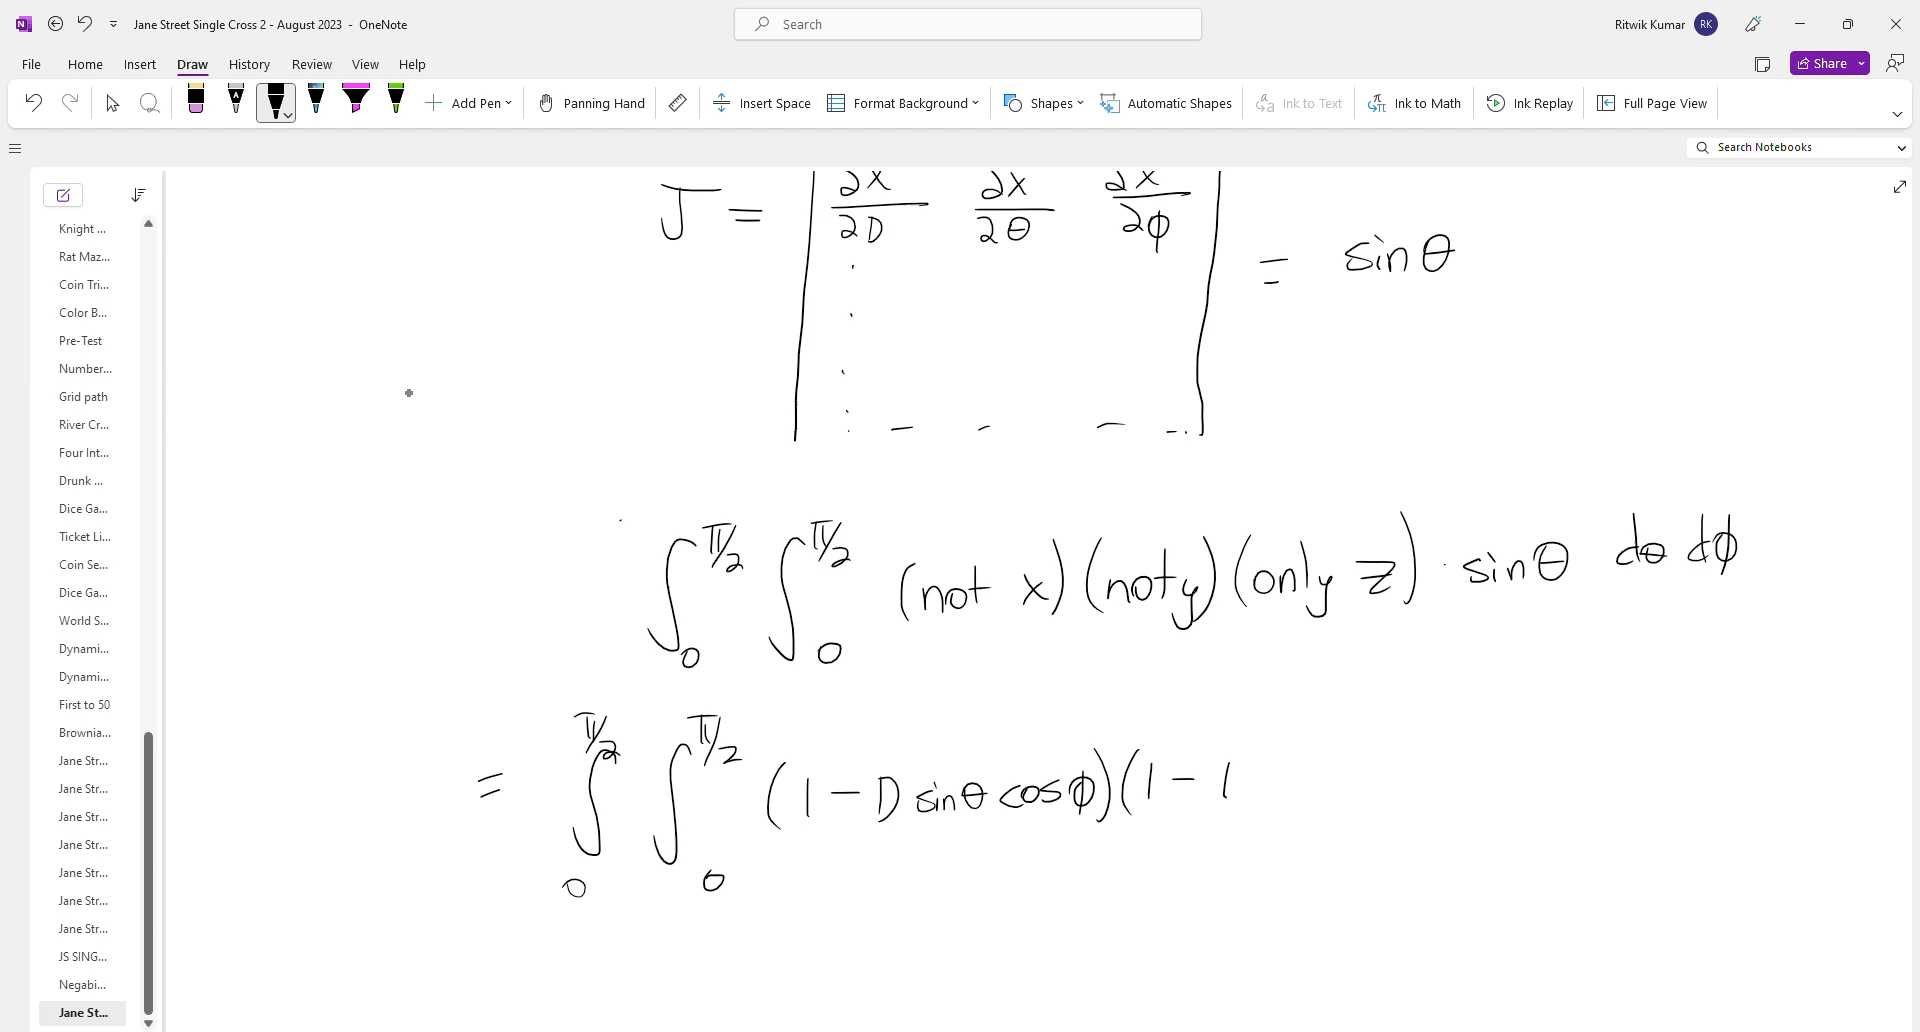 Jane Street Single Cross 2 - August 2023 - OneNote
Search
Ritwik Kumar RK
File Home Insert Draw History Review View Help
Share
Add Pen Panning Hand Insert Space Format Background Shapes Automatic Shapes Ink to Text Ink to Math Ink Replay Full Page View
Search Notebooks
Knight ...
Rat Maz...
Coin Tri...
Color B...
Pre-Test
Number...
Grid path
River Cr...
Four Int...
Drunk ...
Dice Ga...
Ticket Li...
Coin Se...
Dice Ga...
World S...
Dynami...
Dynami...
First to 50
Brownia...
Jane Str...
Jane Str...
Jane Str...
Jane Str...
Jane Str...
Jane Str...
Jane Str...
JS SING...
Negabi...
Jane St...
J = | ∂x/∂D ∂x/∂θ ∂x/∂ϕ | = sinθ
∫₀^π/2 ∫₀^π/2 (not x)(not y)(only z) · sinθ dθ dϕ
= ∫₀^π/2 ∫₀^π/2 (1 − D sinθ cosϕ)(1 − 1